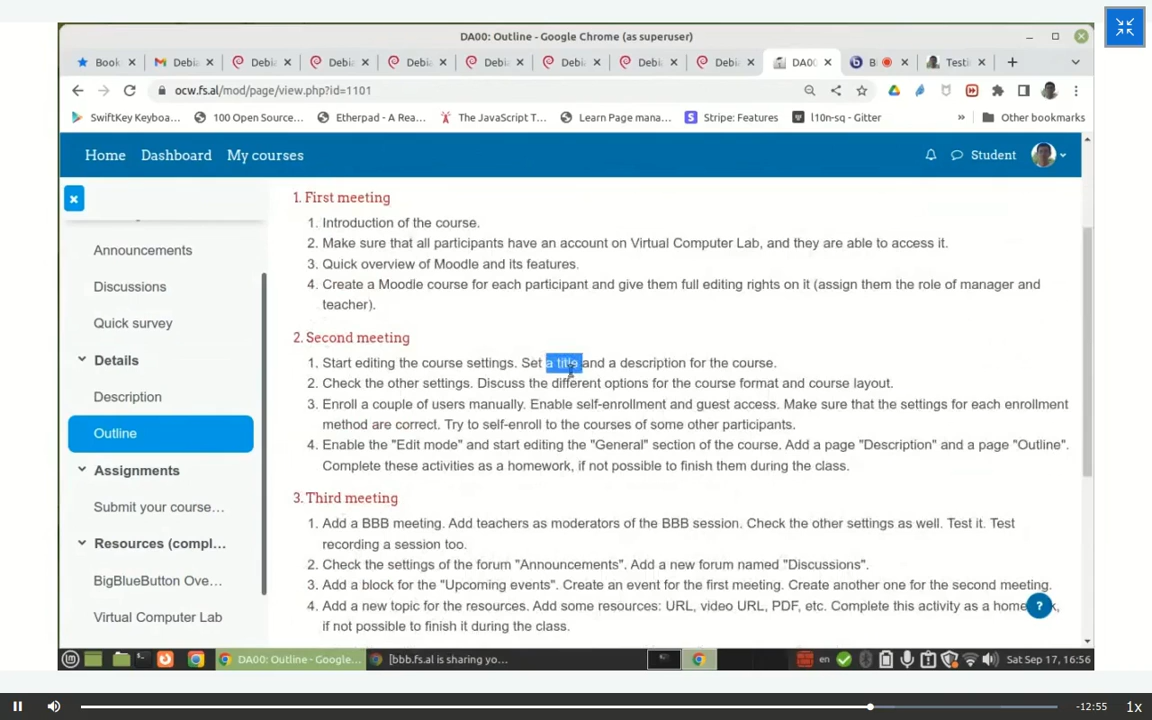 DA00: Outline - Google Chrome (as superuser)
Book
Debia
Debia
Debia
Debia
Debia
Debia
Debia
Debia
DA00
B
Testi
ocw.fs.al/mod/page/view.php?id=1101
SwiftKey Keyboa...
100 Open Source...
Etherpad - A Rea...
The JavaScript T...
Learn Page mana...
Stripe: Features
l10n-sq - Gitter
»
Other bookmarks
Home
Dashboard
My courses
Student
Announcements
Discussions
Quick survey
Details
Description
Outline
Assignments
Submit your course...
Resources (compl...
BigBlueButton Ove...
Virtual Computer Lab
1. First meeting
1. Introduction of the course.
2. Make sure that all participants have an account on Virtual Computer Lab, and they are able to access it.
3. Quick overview of Moodle and its features.
4. Create a Moodle course for each participant and give them full editing rights on it (assign them the role of manager and
teacher).
2. Second meeting
1. Start editing the course settings. Set a title and a description for the course.
2. Check the other settings. Discuss the different options for the course format and course layout.
3. Enroll a couple of users manually. Enable self-enrollment and guest access. Make sure that the settings for each enrollment
method are correct. Try to self-enroll to the courses of some other participants.
4. Enable the "Edit mode" and start editing the "General" section of the course. Add a page "Description" and a page "Outline".
Complete these activities as a homework, if not possible to finish them during the class.
3. Third meeting
1. Add a BBB meeting. Add teachers as moderators of the BBB session. Check the other settings as well. Test it. Test
recording a session too.
2. Check the settings of the forum "Announcements". Add a new forum named "Discussions".
3. Add a block for the "Upcoming events". Create an event for the first meeting. Create another one for the second meeting.
4. Add a new topic for the resources. Add some resources: URL, video URL, PDF, etc. Complete this activity as a home k,
if not possible to finish it during the class.
?
DA00: Outline - Google...
[bbb.fs.al is sharing yo...
en
Sat Sep 17, 16:56
-12:55
1x